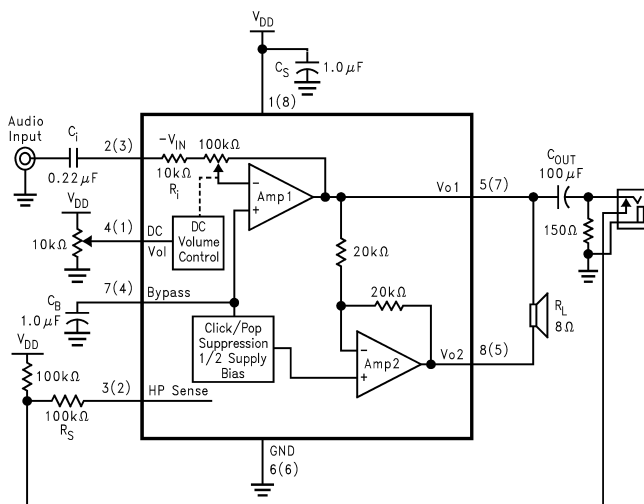 VDD
CS
1.0μF
1(8)
Audio
Input
Ci
0.22μF
2(3)
-VIN
10kΩ
Ri
100kΩ
Amp1
Vo1
5(7)
COUT
100μF
150Ω
VDD
10kΩ
4(1)
DC
Vol
DC
Volume
Control
20kΩ
20kΩ
7(4)
Bypass
CB
1.0μF
Click/Pop
Suppression
1/2 Supply
Bias
Amp2
Vo2
8(5)
RL
8Ω
VDD
100kΩ
3(2)
HP Sense
100kΩ
RS
GND
6(6)